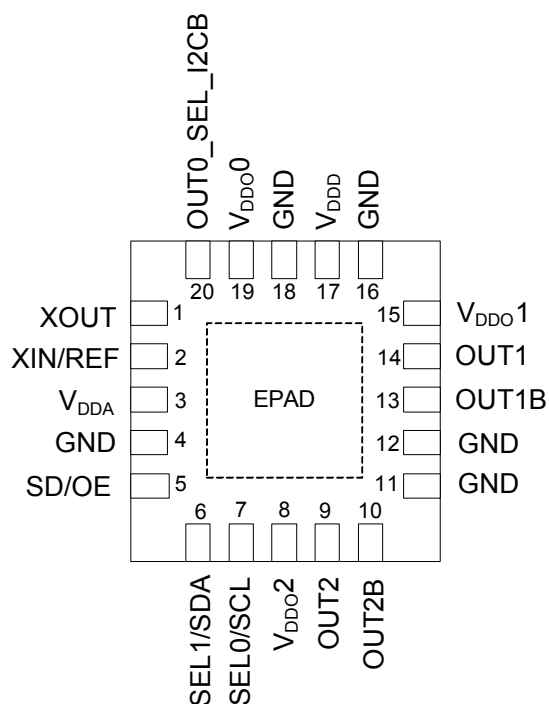 OUT0_SEL_I2CB
VDDO0
GND
VDDD
GND
20
19
18
17
16
XOUT 1
XIN/REF 2
VDDA 3
GND 4
SD/OE 5
EPAD
15 VDDO1
14 OUT1
13 OUT1B
12 GND
11 GND
6
7
8
9
10
SEL1/SDA
SEL0/SCL
VDDO2
OUT2
OUT2B